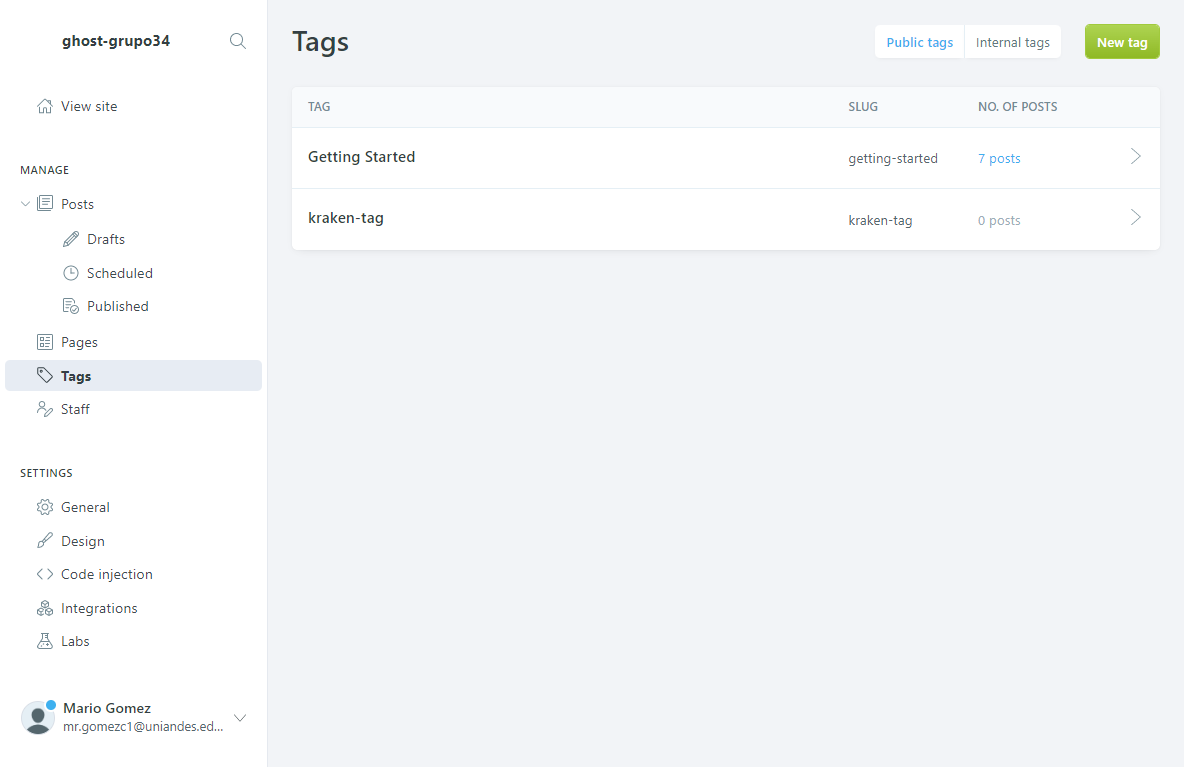 ghost-grupo34
View site
MANAGE
Posts
Drafts
Scheduled
Published
Pages
Tags
Staff
SETTINGS
General
Design
Code injection
Integrations
Labs
Mario Gomez
mr.gomezc1@uniandes.ed...
Tags
Public tags Internal tags New tag
TAG SLUG NO. OF POSTS
Getting Started getting-started 7 posts
kraken-tag kraken-tag 0 posts